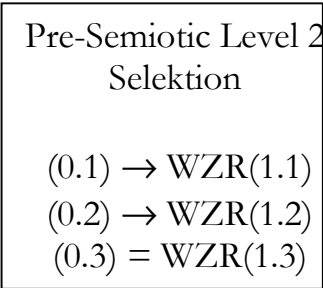 Pre-Semiotic Level 2
Selektion
(0.1) → WZR(1.1)
(0.2) → WZR(1.2)
(0.3) = WZR(1.3)